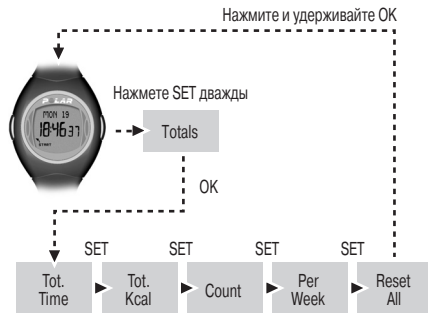 Нажмите и удерживайте OK
Нажмете SET дважды
POLAR
MON 19
18:46 37
START
Totals
OK
SET
SET
SET
SET
Tot.
Time
Tot.
Kcal
Count
Per
Week
Reset
All